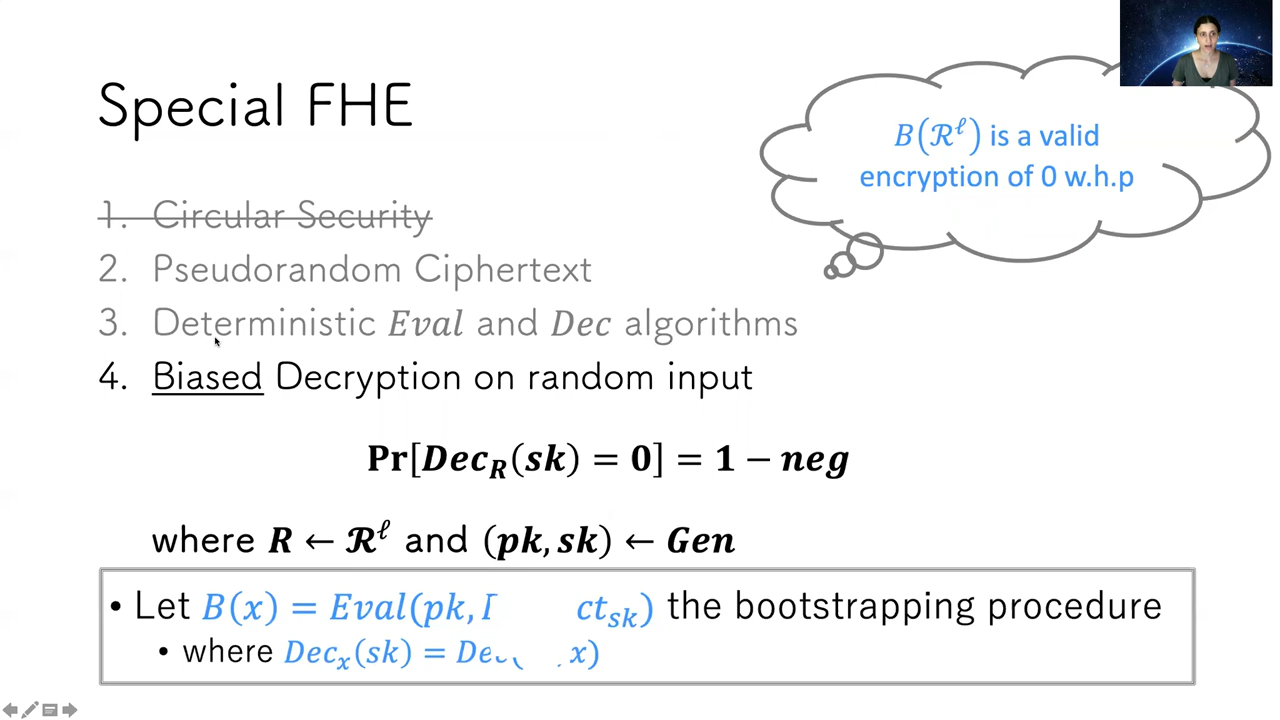 Special FHE
B(ℛ^ℓ) is a valid
encryption of 0 w.h.p
1. Circular Security
2. Pseudorandom Ciphertext
3. Deterministic Eval and Dec algorithms
4. Biased Decryption on random input
Pr[Dec_R(sk) = 0] = 1 − neg
where R ← ℛ^ℓ and (pk, sk) ← Gen
• Let B(x) = Eval(pk, ct_sk) the bootstrapping procedure
• where Dec_x(sk) = Dec( , x)